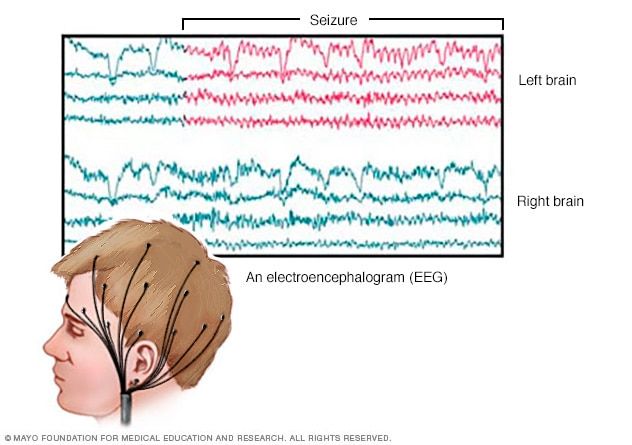 Seizure
Left brain
Right brain
An electroencephalogram (EEG)
© MAYO FOUNDATION FOR MEDICAL EDUCATION AND RESEARCH. ALL RIGHTS RESERVED.